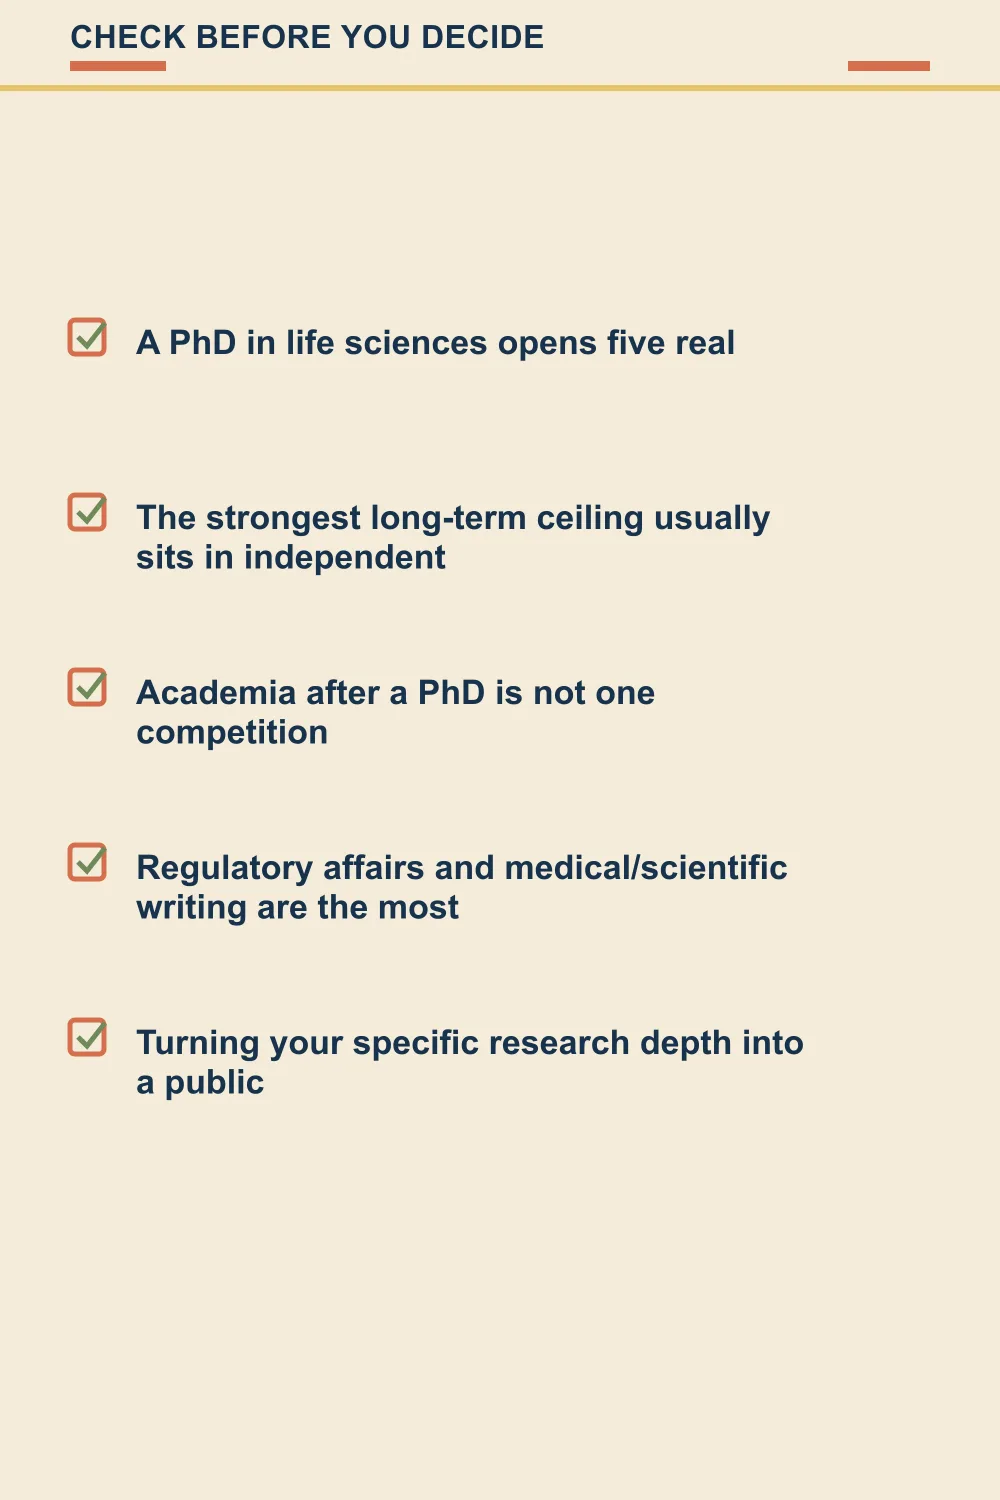 CHECK BEFORE YOU DECIDE
A PhD in life sciences opens five real
The strongest long-term ceiling usually
sits in independent
Academia after a PhD is not one
competition
Regulatory affairs and medical/scientific
writing are the most
Turning your specific research depth into
a public